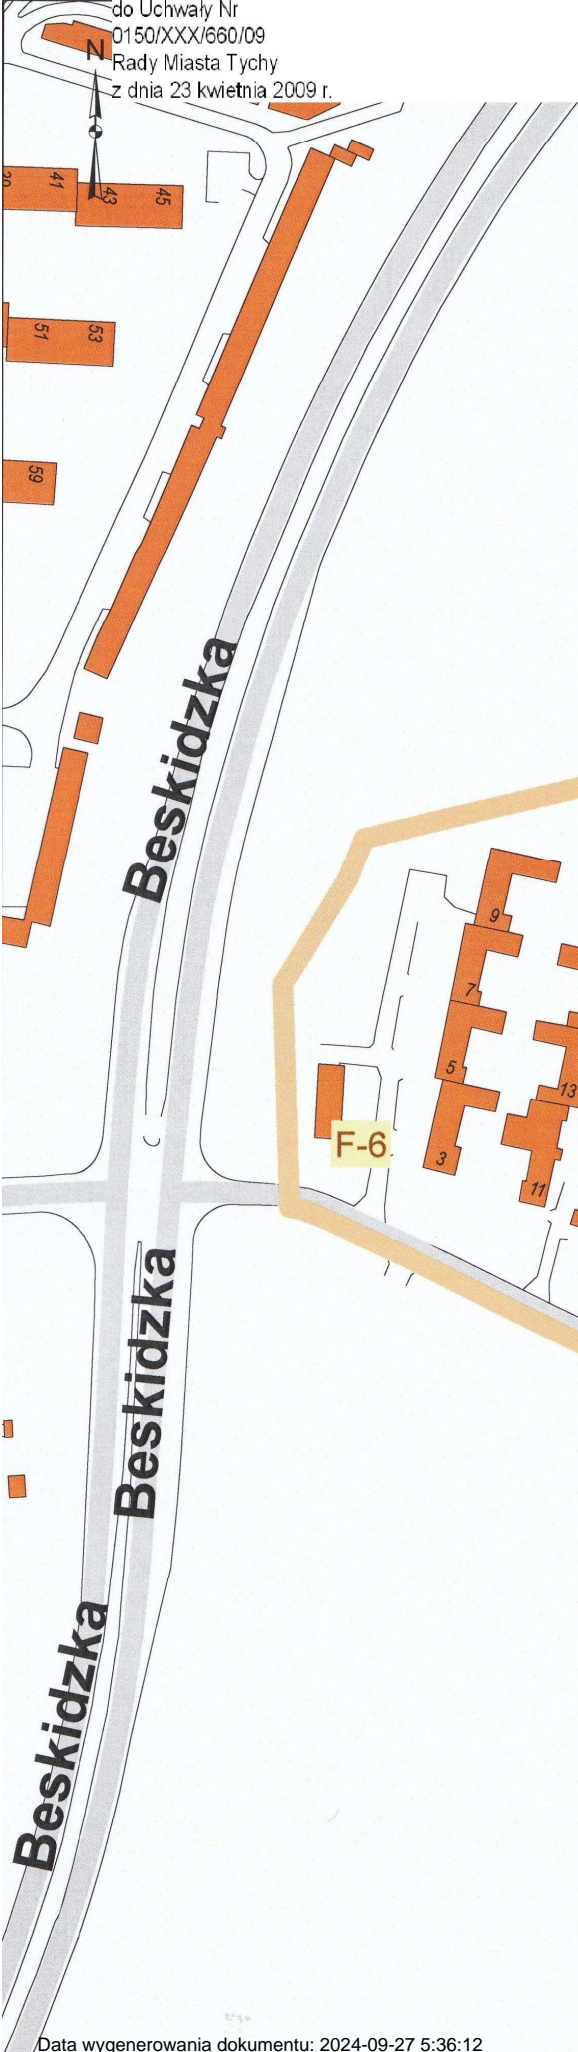 do Uchwały Nr
0150/XXX/660/09
Rady Miasta Tychy
z dnia 23 kwietnia 2009 r.
N
41
43
45
51
53
59
Beskidzka
9
7
5
13
3
11
F-6
Beskidzka
Beskidzka
Data wygenerowania dokumentu: 2024-09-27 5:36:12